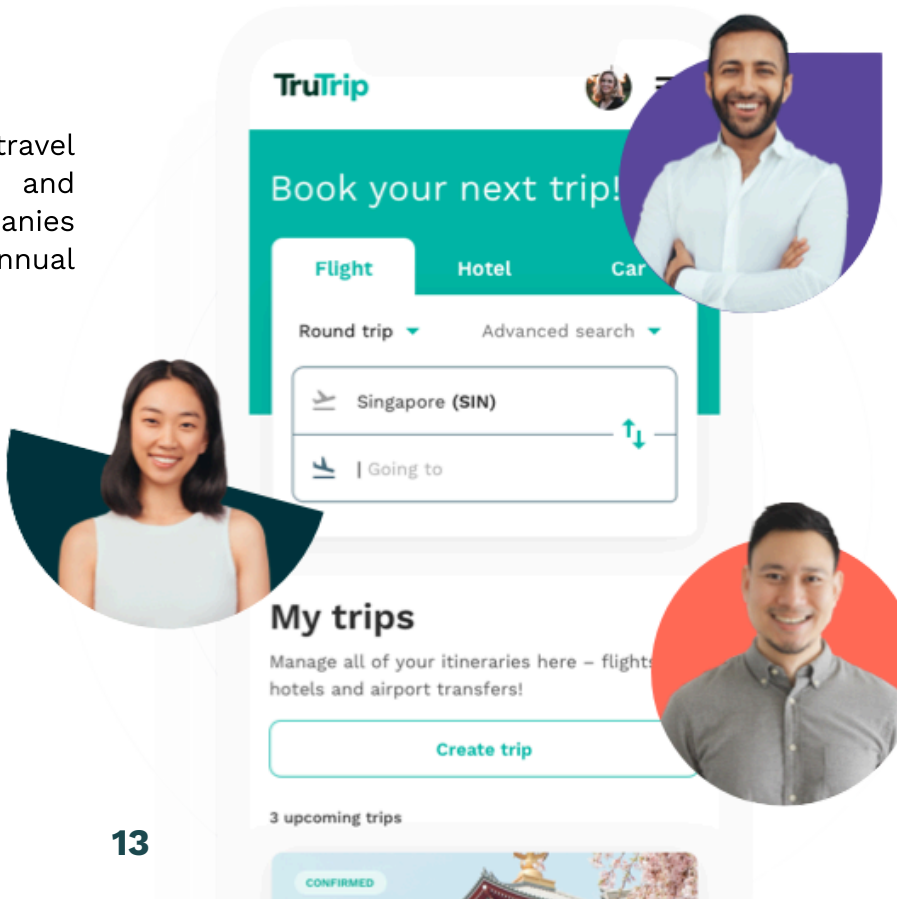 TruTrip
travel
and
anies
nnual
Book your next trip!
Flight
Hotel
Car
Round trip
Advanced search
Singapore (SIN)
| Going to
My trips
Manage all of your itineraries here – flights
hotels and airport transfers!
Create trip
3 upcoming trips
13
CONFIRMED